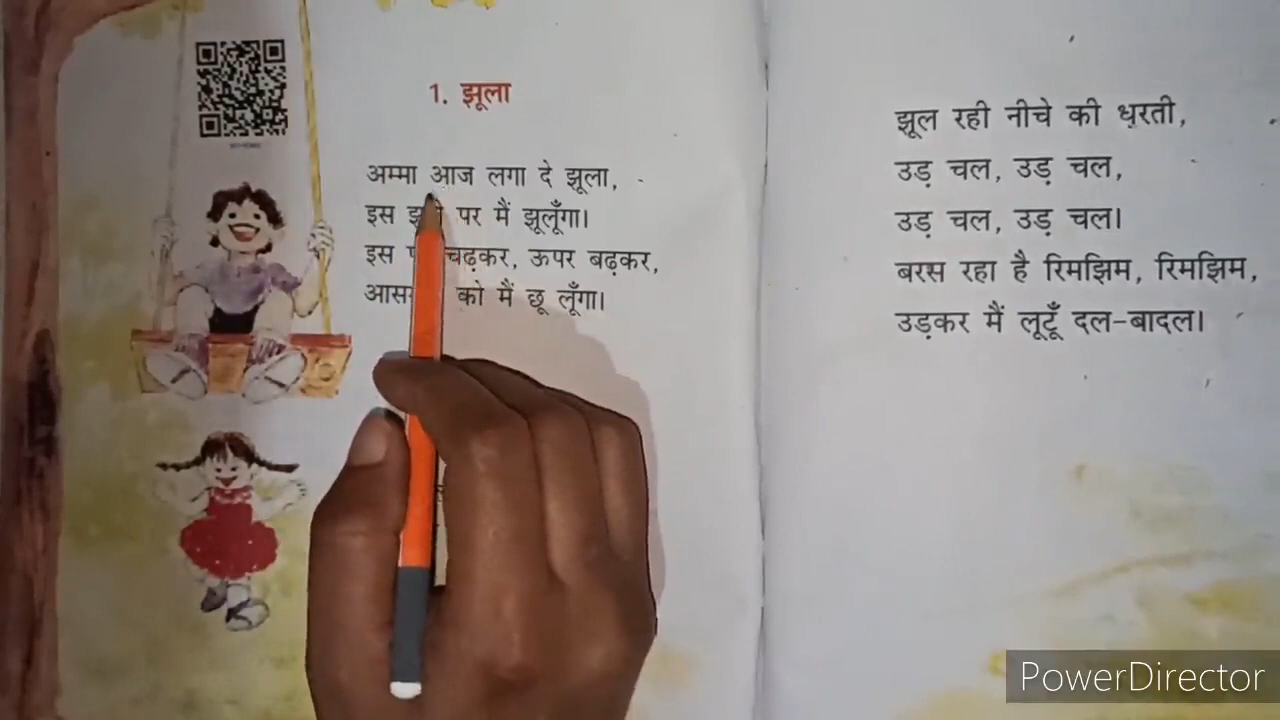 1. झूला
अम्मा आज लगा दे झूला,
इस पर मैं झूलूँगा।
इस चढ़कर, ऊपर बढ़कर,
को मैं छू लूँगा।
झूल रही नीचे की धरती,
उड़ चल, उड़ चल,
उड़ चल, उड़ चल।
बरस रहा है रिमझिम, रिमझिम,
उड़कर मैं लूटूँ दल-बादल।
PowerDirector